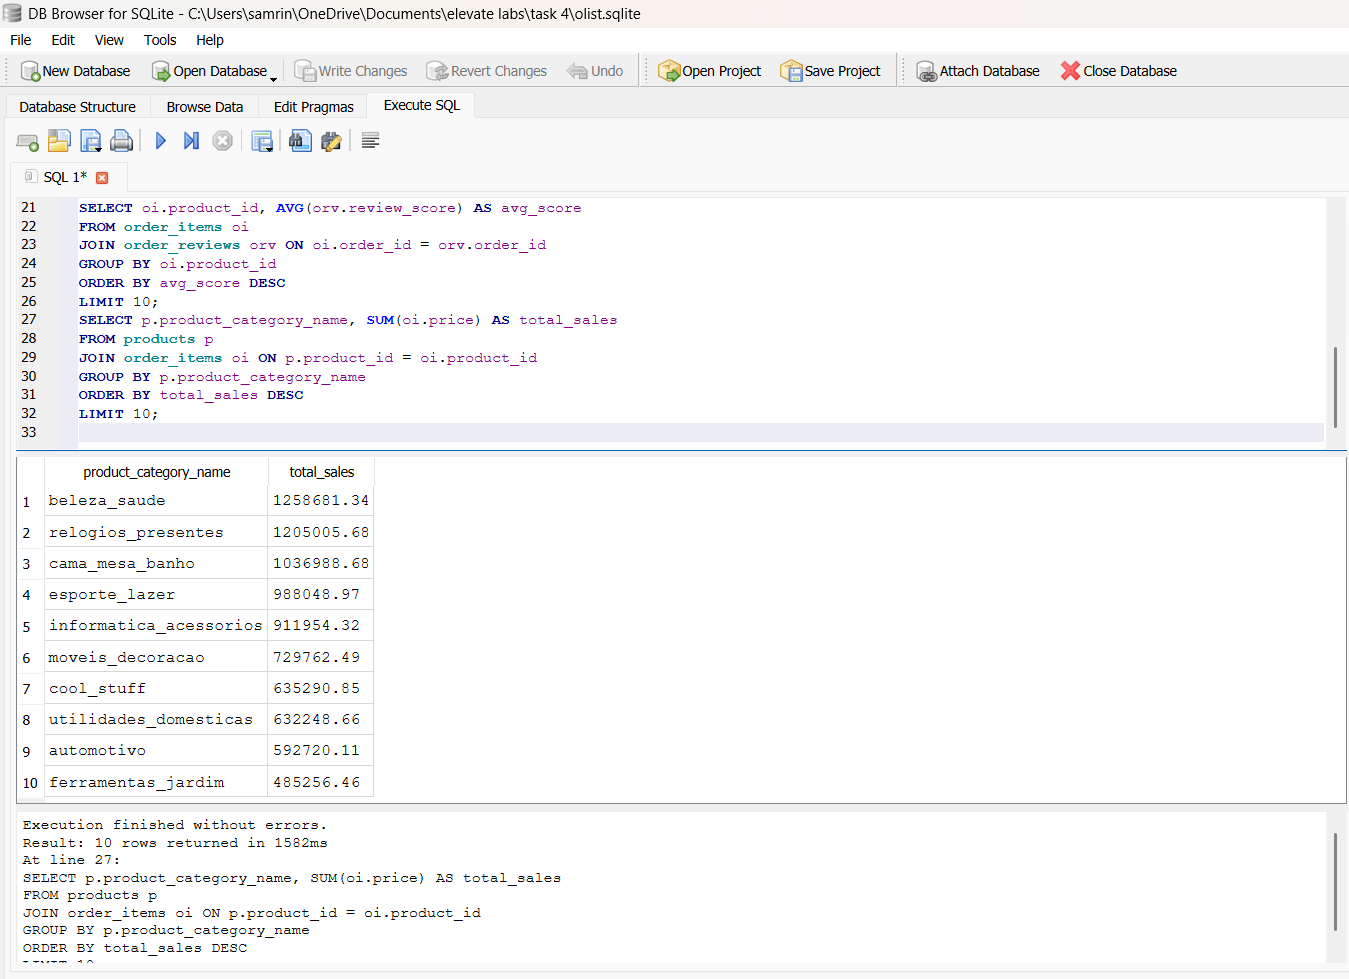 DB Browser for SQLite - C:\Users\samrin\OneDrive\Documents\elevate labs\task 4\olist.sqlite
File Edit View Tools Help
New Database Open Database Write Changes Revert Changes Undo Open Project Save Project Attach Database Close Database
Database Structure Browse Data Edit Pragmas Execute SQL
SQL 1*
21 SELECT oi.product_id, AVG(orv.review_score) AS avg_score
22 FROM order_items oi
23 JOIN order_reviews orv ON oi.order_id = orv.order_id
24 GROUP BY oi.product_id
25 ORDER BY avg_score DESC
26 LIMIT 10;
27 SELECT p.product_category_name, SUM(oi.price) AS total_sales
28 FROM products p
29 JOIN order_items oi ON p.product_id = oi.product_id
30 GROUP BY p.product_category_name
31 ORDER BY total_sales DESC
32 LIMIT 10;
33
product_category_name total_sales
1 beleza_saude 1258681.34
2 relogios_presentes 1205005.68
3 cama_mesa_banho 1036988.68
4 esporte_lazer 988048.97
5 informatica_acessorios 911954.32
6 moveis_decoracao 729762.49
7 cool_stuff 635290.85
8 utilidades_domesticas 632248.66
9 automotivo 592720.11
10 ferramentas_jardim 485256.46
Execution finished without errors.
Result: 10 rows returned in 1582ms
At line 27:
SELECT p.product_category_name, SUM(oi.price) AS total_sales
FROM products p
JOIN order_items oi ON p.product_id = oi.product_id
GROUP BY p.product_category_name
ORDER BY total_sales DESC